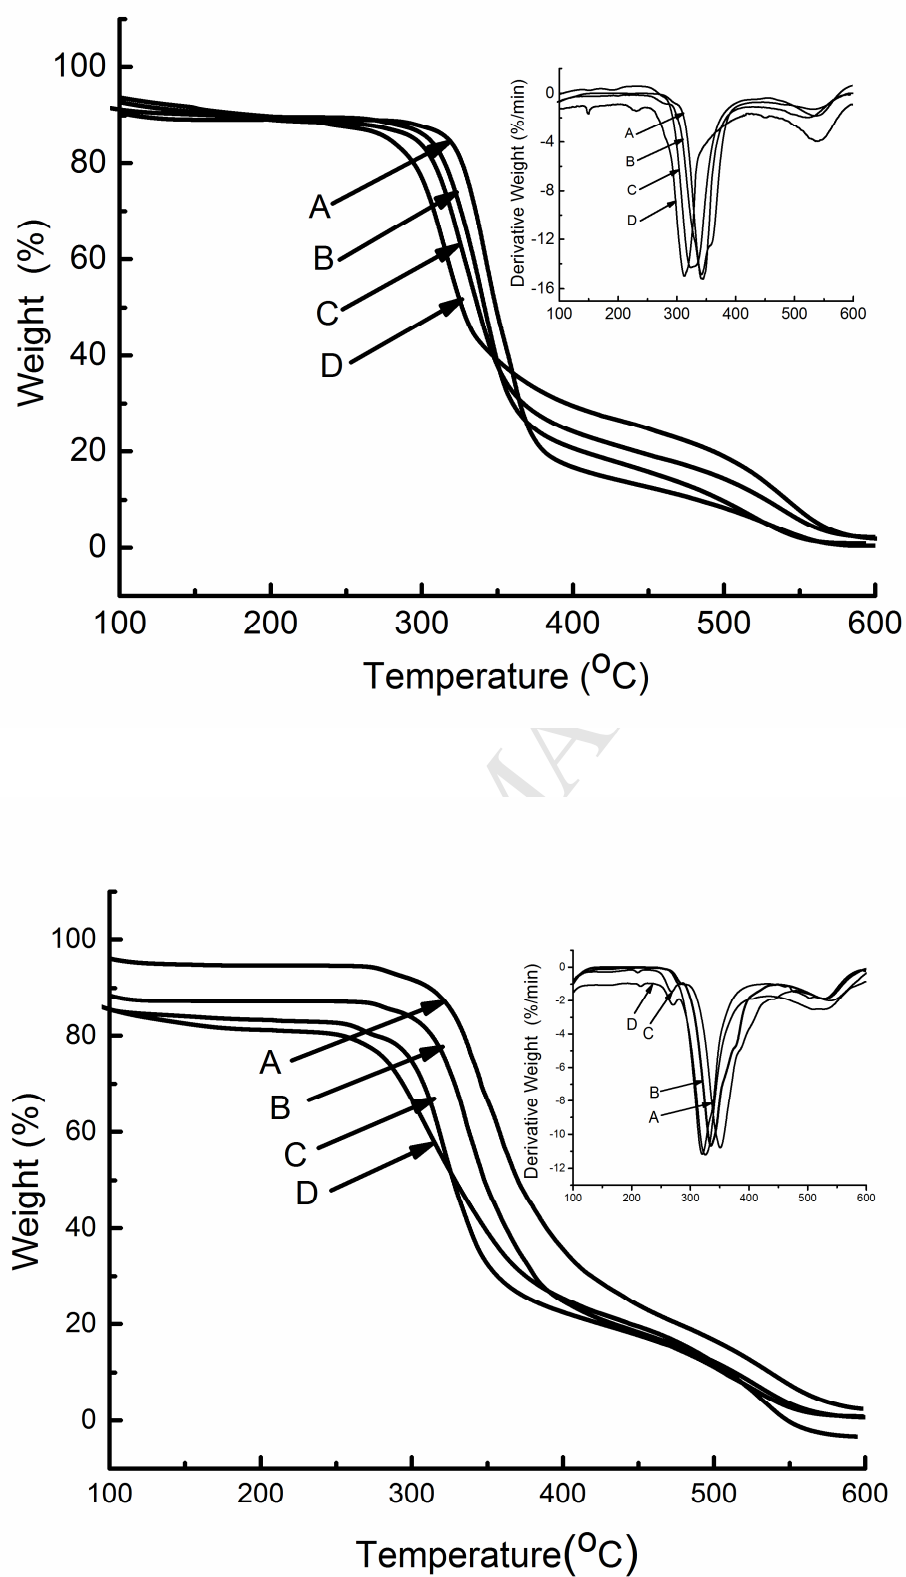 100
80
60
40
20
0
Weight (%)
A
B
C
D
100 200 300 400 500 600
Temperature (°C)
0
-4
-8
-12
-16
Derivative Weight (%/min)
A
B
C
D
100 200 300 400 500 600
MA
100
80
60
40
20
0
Weight (%)
A
B
C
D
100 200 300 400 500 600
Temperature(°C)
0
-2
-4
-6
-8
-10
-12
Derivative Weight (%/min)
D
C
B
A
100 200 300 400 500 600